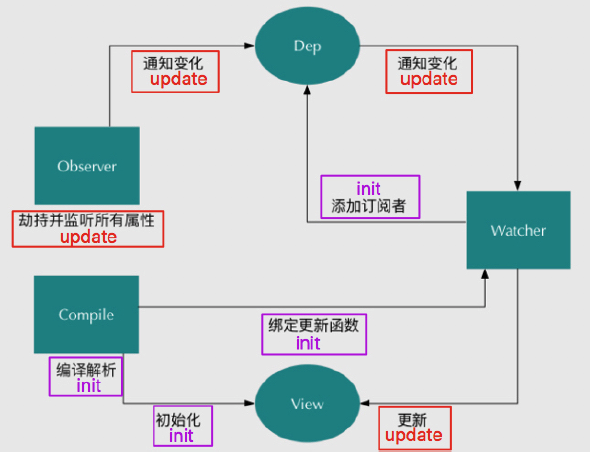 Dep
通知变化
update
通知变化
update
Observer
劫持并监听所有属性
update
init
添加订阅者
Watcher
Compile
绑定更新函数
init
编译解析
init
初始化
init
View
更新
update